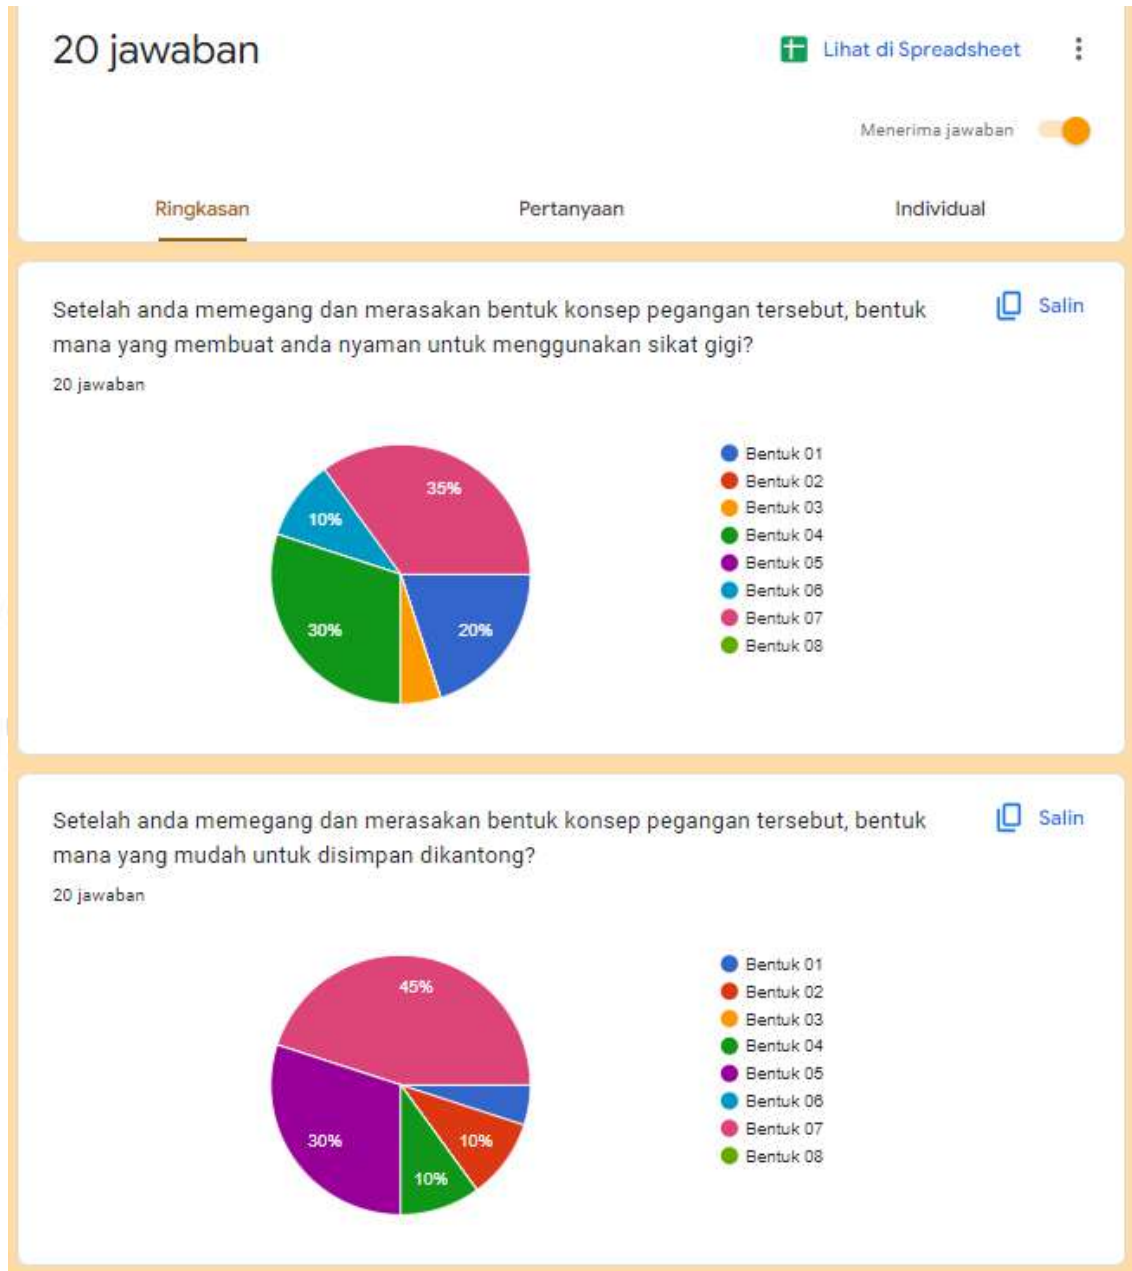 20 jawaban
Lihat di Spreadsheet
Menerima jawaban
Ringkasan
Pertanyaan
Individual
Setelah anda memegang dan merasakan bentuk konsep pegangan tersebut, bentuk
mana yang membuat anda nyaman untuk menggunakan sikat gigi?
Salin
20 jawaban
35%
10%
30%
20%
Bentuk 01
Bentuk 02
Bentuk 03
Bentuk 04
Bentuk 05
Bentuk 06
Bentuk 07
Bentuk 08
Setelah anda memegang dan merasakan bentuk konsep pegangan tersebut, bentuk
mana yang mudah untuk disimpan dikantong?
Salin
20 jawaban
45%
30%
10%
10%
Bentuk 01
Bentuk 02
Bentuk 03
Bentuk 04
Bentuk 05
Bentuk 06
Bentuk 07
Bentuk 08